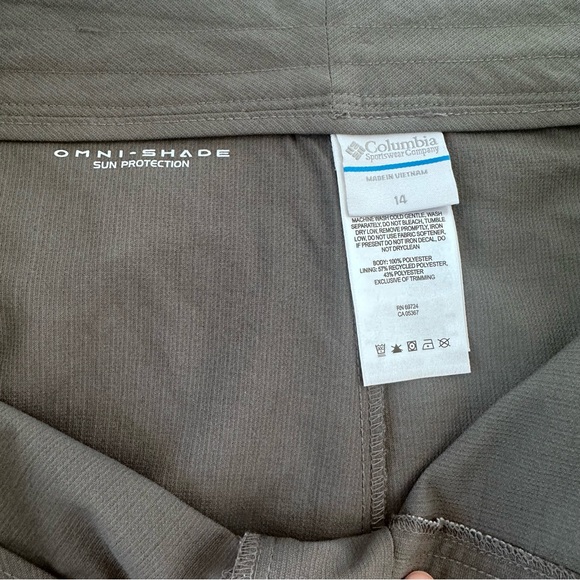 OMNI-SHADE
SUN PROTECTION
Columbia
Sportswear Company
MADE IN VIETNAM
14
MACHINE WASH COLD GENTLE, WASH
SEPARATELY, DO NOT BLEACH, TUMBLE
DRY LOW, REMOVE PROMPTLY, IRON
LOW, DO NOT USE FABRIC SOFTENER,
IF PRESENT DO NOT IRON DECAL, DO
NOT DRYCLEAN
BODY: 100% POLYESTER
LINING: 57% RECYCLED POLYESTER,
43% POLYESTER
EXCLUSIVE OF TRIMMING
RN 69724
CA 05367